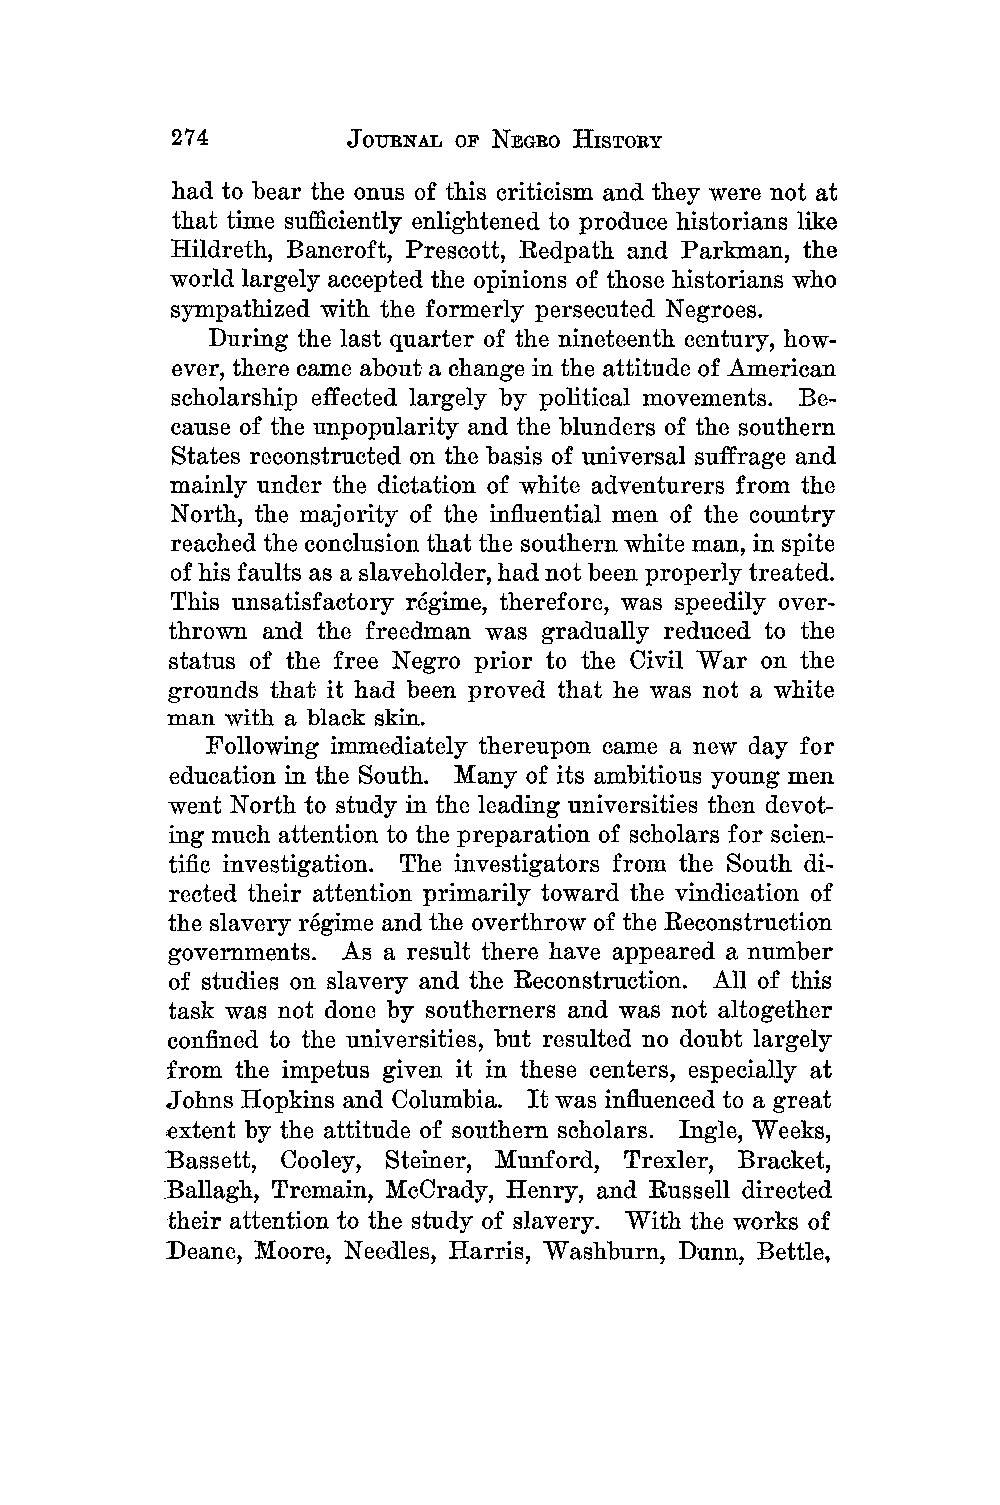 274 JOURNAL OF NEGRO HISTORY
had to bear the onus of this criticism and they were not at
that time sufficiently enlightened to produce historians like
Hildreth, Bancroft, Prescott, Redpath and Parkman, the
world largely accepted the opinions of those historians who
sympathized with the formerly persecuted Negroes.
During the last quarter of the nineteenth century, how-
ever, there came about a change in the attitude of American
scholarship effected largely by political movements. Be-
cause of the unpopularity and the blunders of the southern
States reconstructed on the basis of universal suffrage and
mainly under the dictation of white adventurers from the
North, the majority of the influential men of the country
reached the conclusion that the southern white man, in spite
of his faults as a slaveholder, had not been properly treated.
This unsatisfactory régime, therefore, was speedily over-
thrown and the freedman was gradually reduced to the
status of the free Negro prior to the Civil War on the
grounds that it had been proved that he was not a white
man with a black skin.
Following immediately thereupon came a new day for
education in the South. Many of its ambitious young men
went North to study in the leading universities then devot-
ing much attention to the preparation of scholars for scien-
tific investigation. The investigators from the South di-
rected their attention primarily toward the vindication of
the slavery régime and the overthrow of the Reconstruction
governments. As a result there have appeared a number
of studies on slavery and the Reconstruction. All of this
task was not done by southerners and was not altogether
confined to the universities, but resulted no doubt largely
from the impetus given it in these centers, especially at
Johns Hopkins and Columbia. It was influenced to a great
extent by the attitude of southern scholars. Ingle, Weeks,
Bassett, Cooley, Steiner, Munford, Trexler, Bracket,
Ballagh, Tremain, McCrady, Henry, and Russell directed
their attention to the study of slavery. With the works of
Deane, Moore, Needles, Harris, Washburn, Dunn, Bettle,